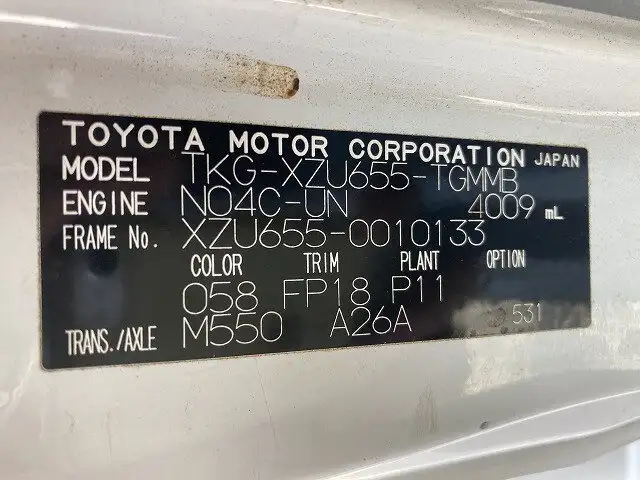 TOYOTA MOTOR CORPORATION JAPAN
MODEL TKG-XZU655-TGMMB
ENGINE N04C-UN 4009 mL
FRAME No. XZU655-0010133
COLOR TRIM PLANT OPTION
058 FP18 P11
TRANS./AXLE M550 A26A 531